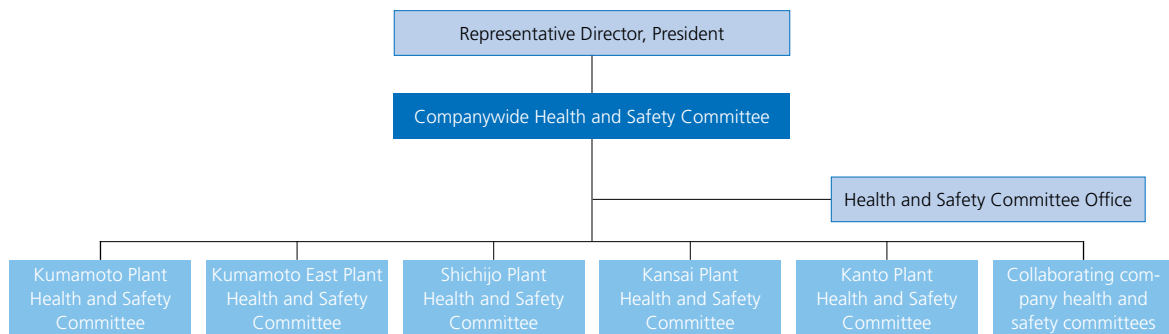 Representative Director, President
Companywide Health and Safety Committee
Health and Safety Committee Office
Kumamoto Plant
Health and Safety
Committee
Kumamoto East Plant
Health and Safety
Committee
Shichijo Plant
Health and Safety
Committee
Kansai Plant
Health and Safety
Committee
Kanto Plant
Health and Safety
Committee
Collaborating com-
pany health and
safety committees